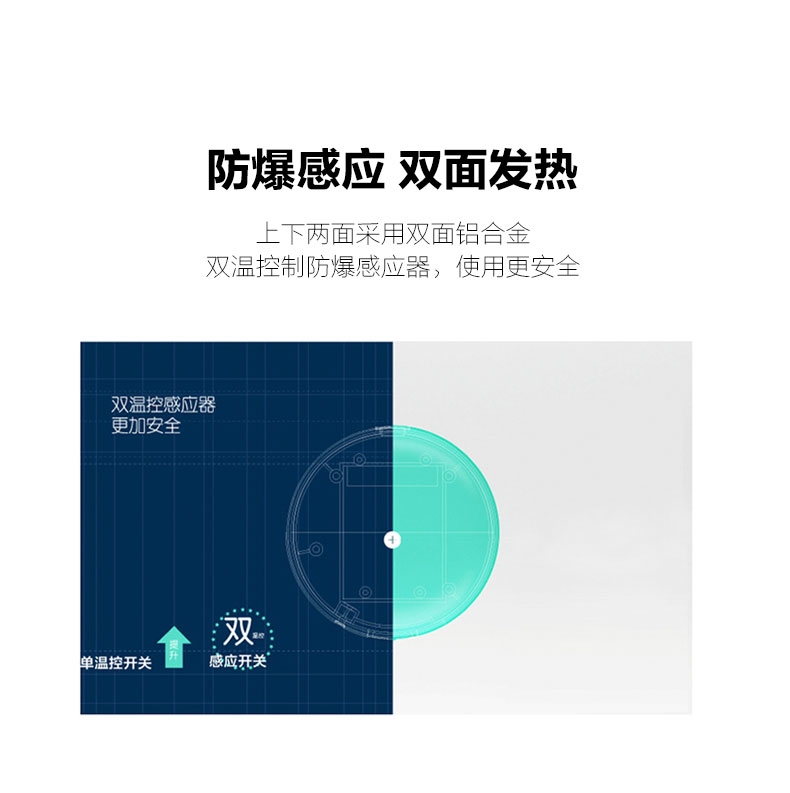 防爆感应 双面发热
上下两面采用双面铝合金
双温控制防爆感应器，使用更安全
双温控感应器
更加安全
单温控开关
提升
双温控
感应开关